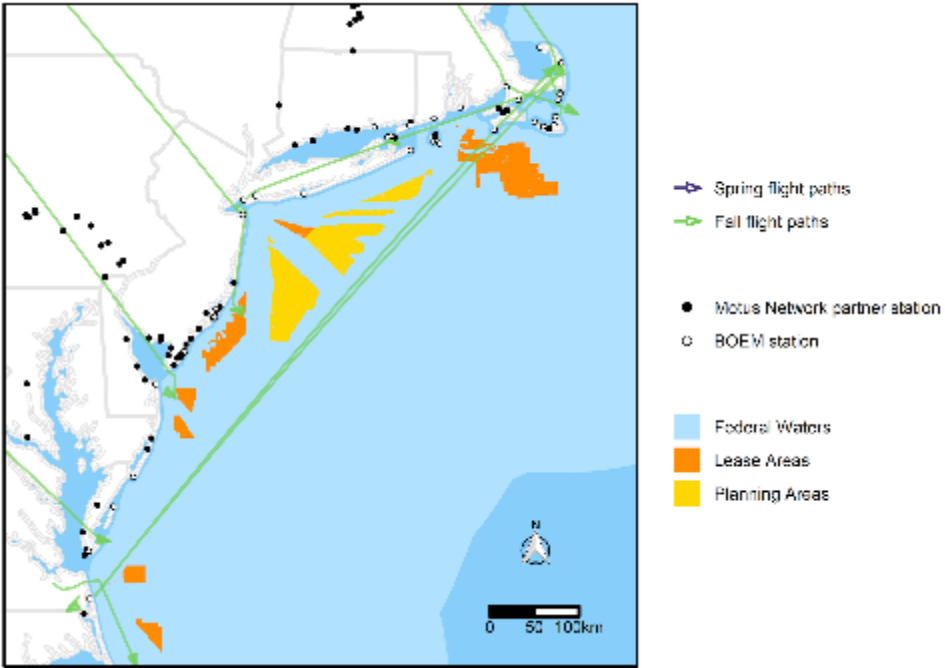 Spring flight paths
Fall flight paths
Motus Network partner station
BOEM station
Federal Waters
Lease Areas
Planning Areas
N
0 50 100km